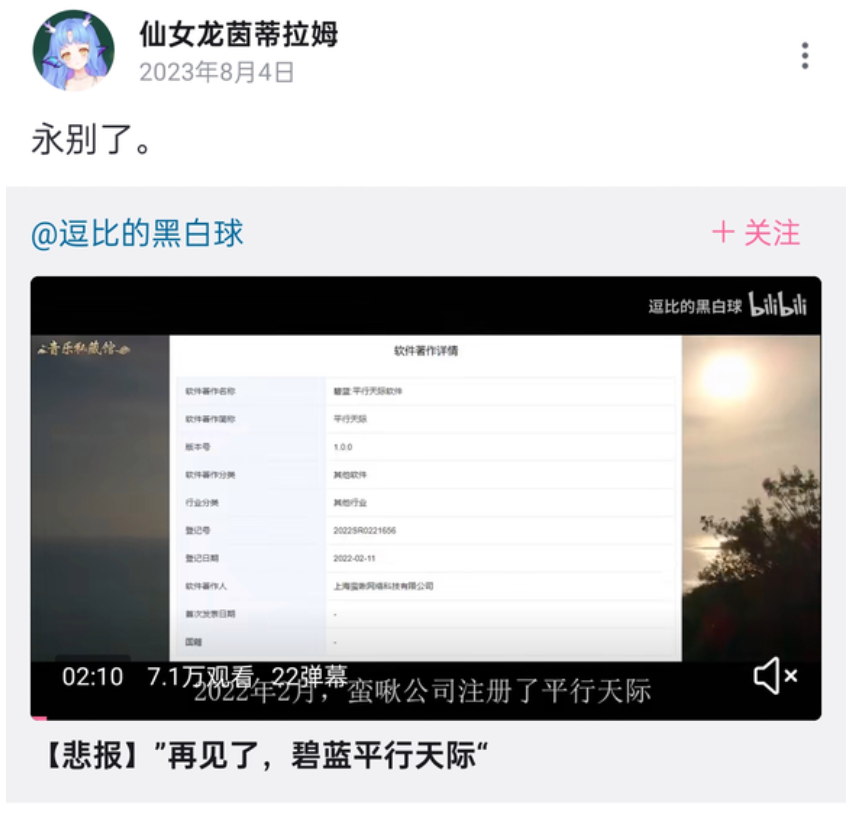 仙女龙茵蒂拉姆
2023年8月4日
永别了。
@逗比的黑白球
+ 关注
逗比的黑白球 bilibili
音乐私藏馆
软件著作详情
软件著作名称 碧蓝:平行天际软件
软件著作简称 平行天际
版本号 1.0.0
软件著作分类 其他软件
行业分类 其他行业
登记号 2022SR0221656
登记日期 2022-02-11
软件著作人 上海蛮啾网络科技有限公司
首次发表日期 -
国籍 -
02:10 7.1万观看 22弹幕
2022年2月，蛮啾公司注册了平行天际
【悲报】”再见了，碧蓝平行天际“